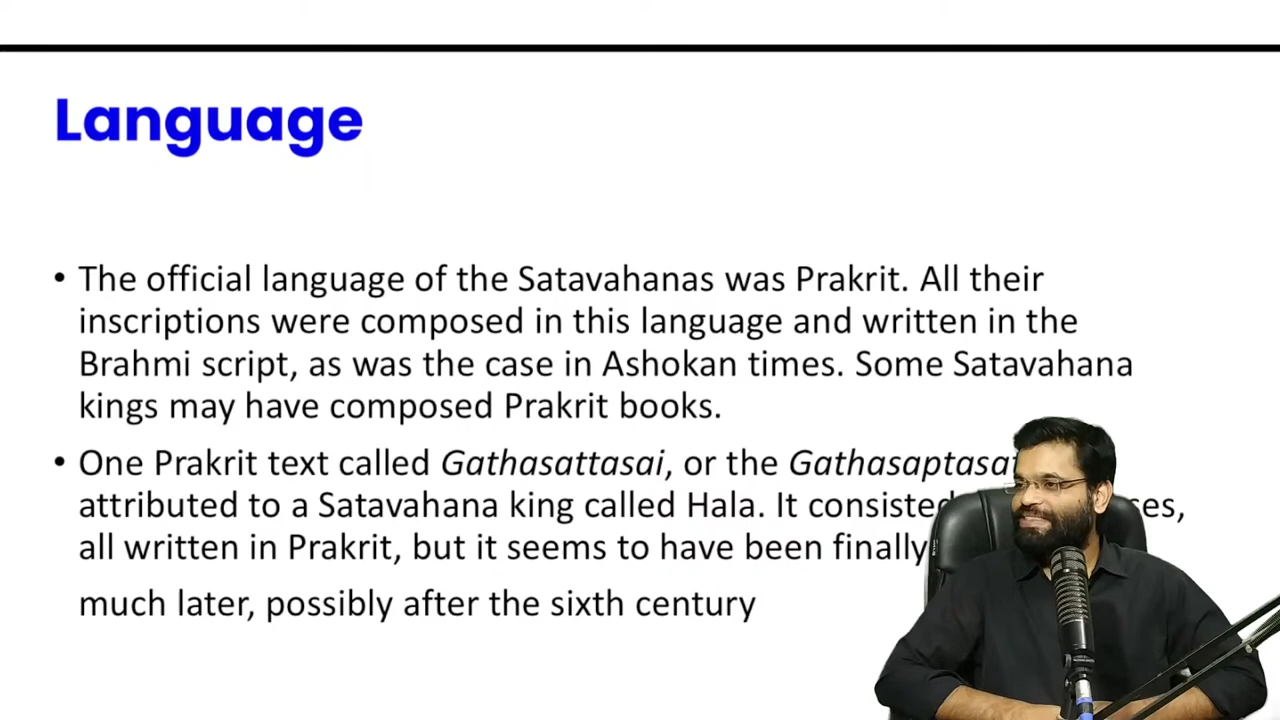 Language
• The official language of the Satavahanas was Prakrit. All their
inscriptions were composed in this language and written in the
Brahmi script, as was the case in Ashokan times. Some Satavahana
kings may have composed Prakrit books.
• One Prakrit text called Gathasattasai, or the
attributed to a Satavahana king called Hala. It consisted
all written in Prakrit, but it seems to have been finally
much later, possibly after the sixth century